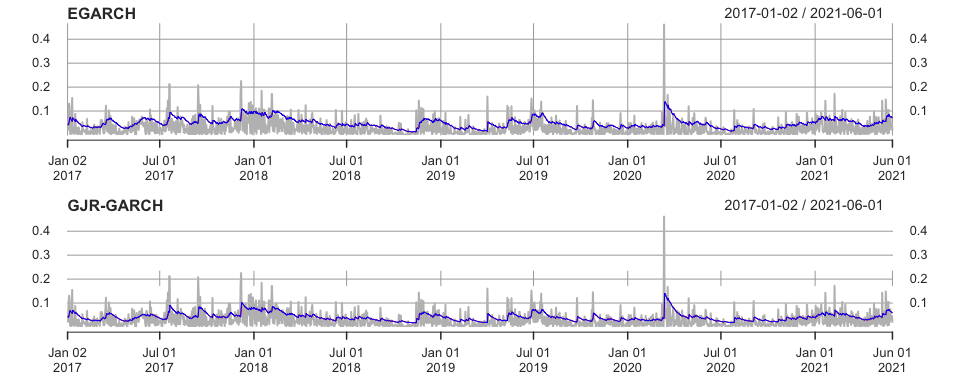 EGARCH 2017-01-02 / 2021-06-01
0.4 0.4
0.3 0.3
0.2 0.2
0.1 0.1
Jan 02 Jul 01 Jan 01 Jul 01 Jan 01 Jul 01 Jan 01 Jul 01 Jan 01 Jun 01
2017 2017 2018 2018 2019 2019 2020 2020 2021 2021
GJR-GARCH 2017-01-02 / 2021-06-01
0.4 0.4
0.3 0.3
0.2 0.2
0.1 0.1
Jan 02 Jul 01 Jan 01 Jul 01 Jan 01 Jul 01 Jan 01 Jul 01 Jan 01 Jun 01
2017 2017 2018 2018 2019 2019 2020 2020 2021 2021